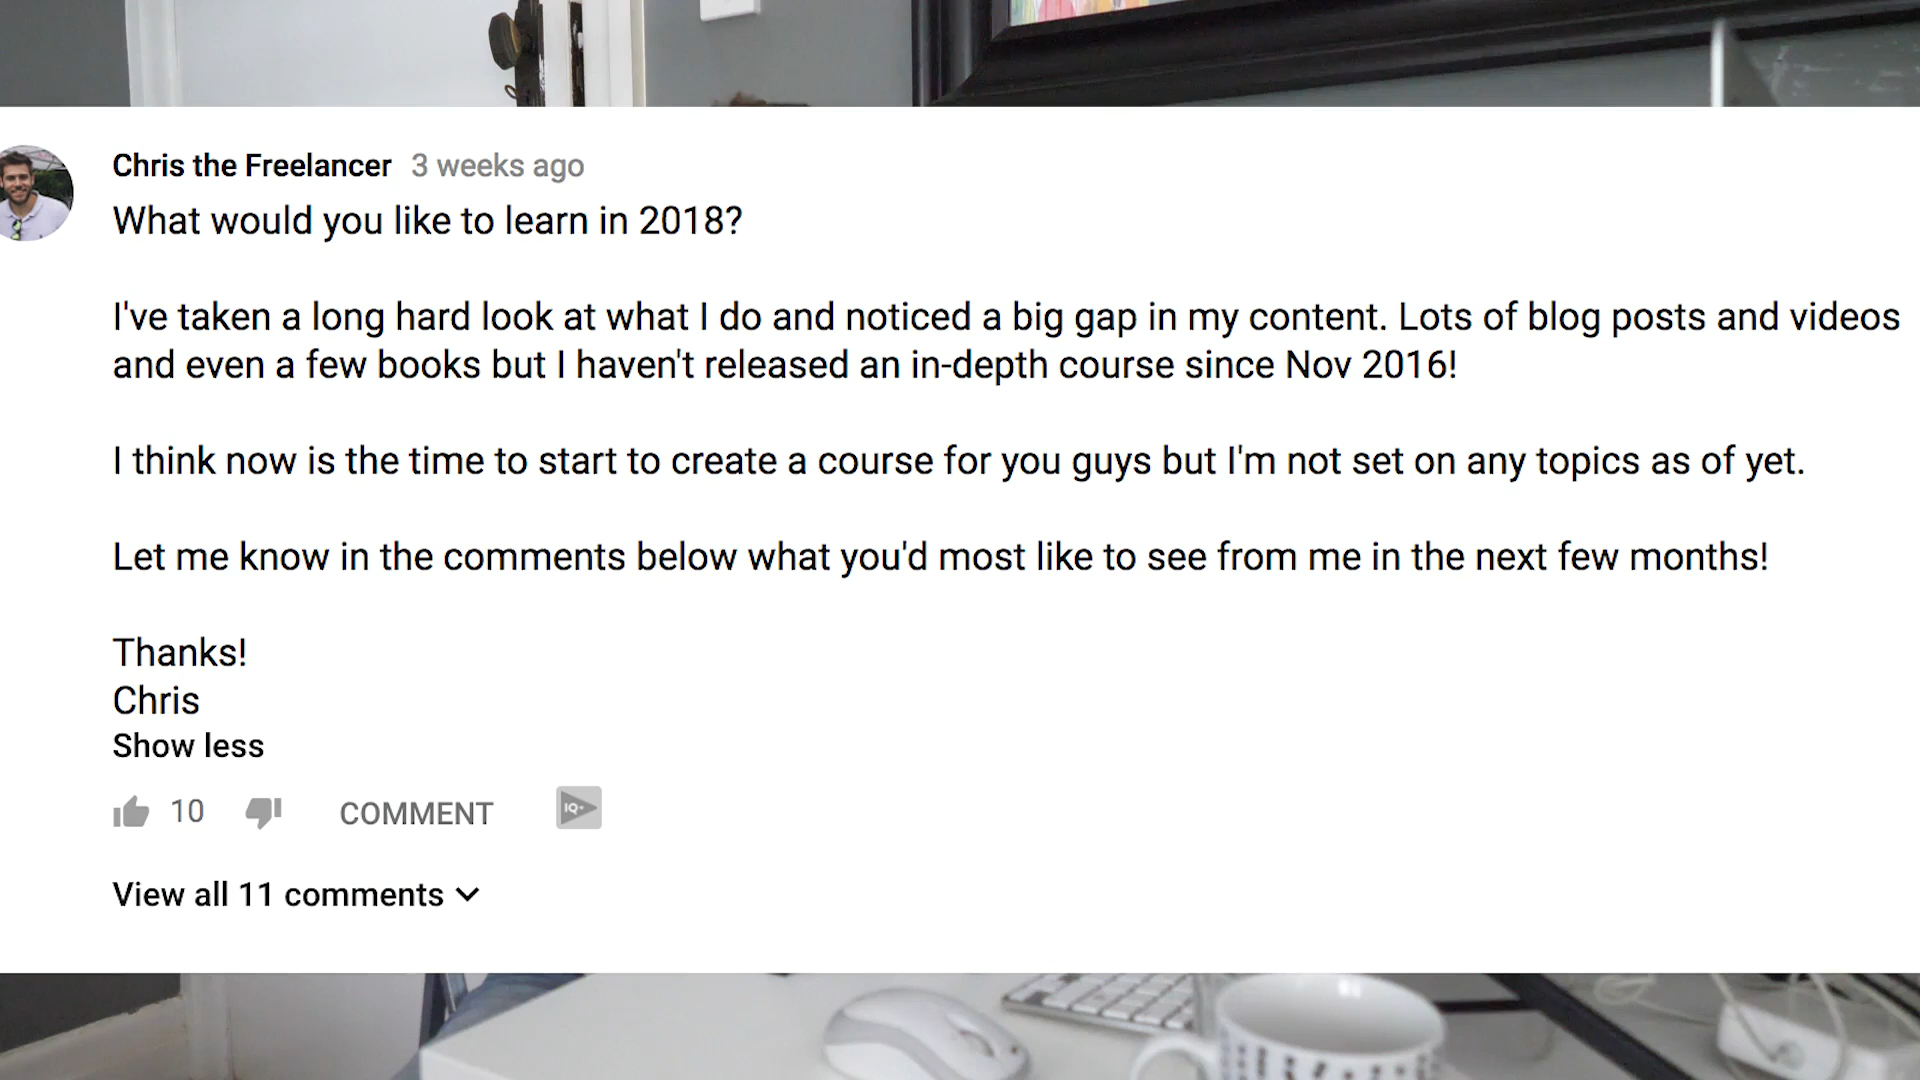 Chris the Freelancer 3 weeks ago
What would you like to learn in 2018?
I've taken a long hard look at what I do and noticed a big gap in my content. Lots of blog posts and videos
and even a few books but I haven't released an in-depth course since Nov 2016!
I think now is the time to start to create a course for you guys but I'm not set on any topics as of yet.
Let me know in the comments below what you'd most like to see from me in the next few months!
Thanks!
Chris
Show less
10 COMMENT IQ+
View all 11 comments